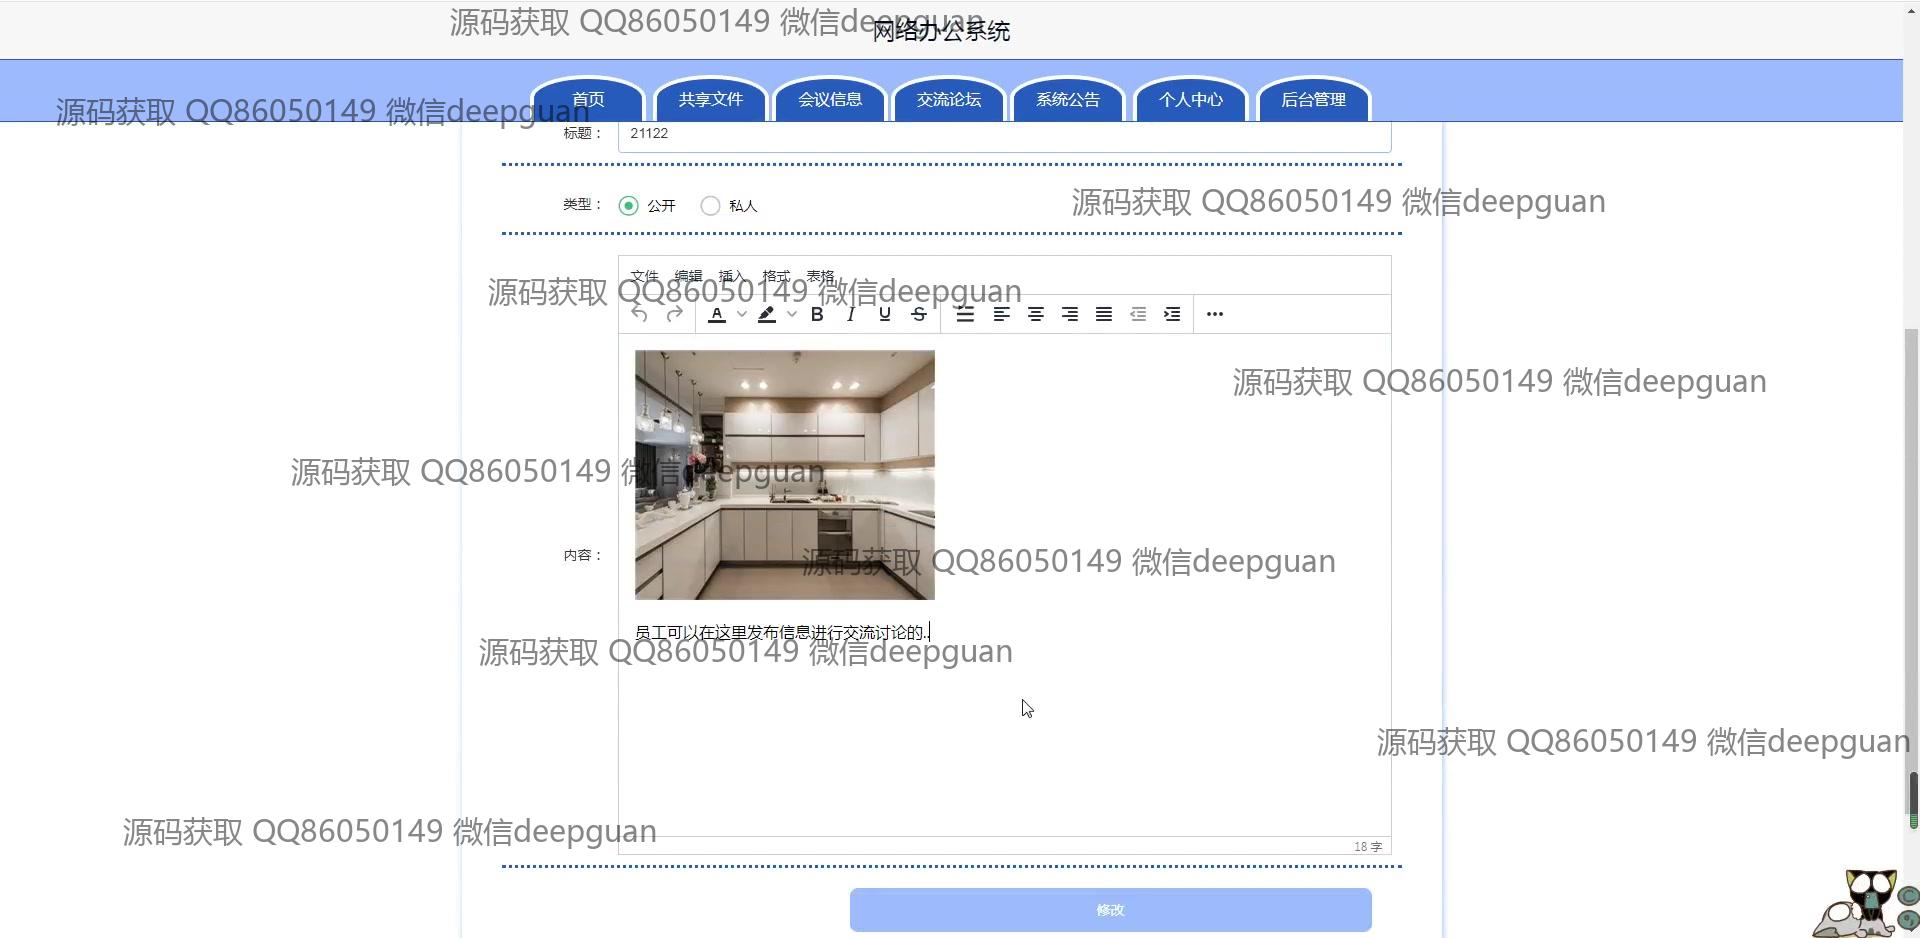 源码获取 QQ86050149 微信deepguan
网络办公系统
首页 共享文件 会议信息 交流论坛 系统公告 个人中心 后台管理
源码获取 QQ86050149 微信deepguan
标题： 21122
类型： 公开 私人
源码获取 QQ86050149 微信deepguan
文件 编辑 插入 格式 表格
源码获取 QQ86050149 微信deepguan
A B I U S
源码获取 QQ86050149 微信deepguan
源码获取 QQ86050149 微信deepguan
内容：
源码获取 QQ86050149 微信deepguan
员工可以在这里发布信息进行交流讨论的..
源码获取 QQ86050149 微信deepguan
源码获取 QQ86050149 微信deepguan
源码获取 QQ86050149 微信deepguan
18 字
修改